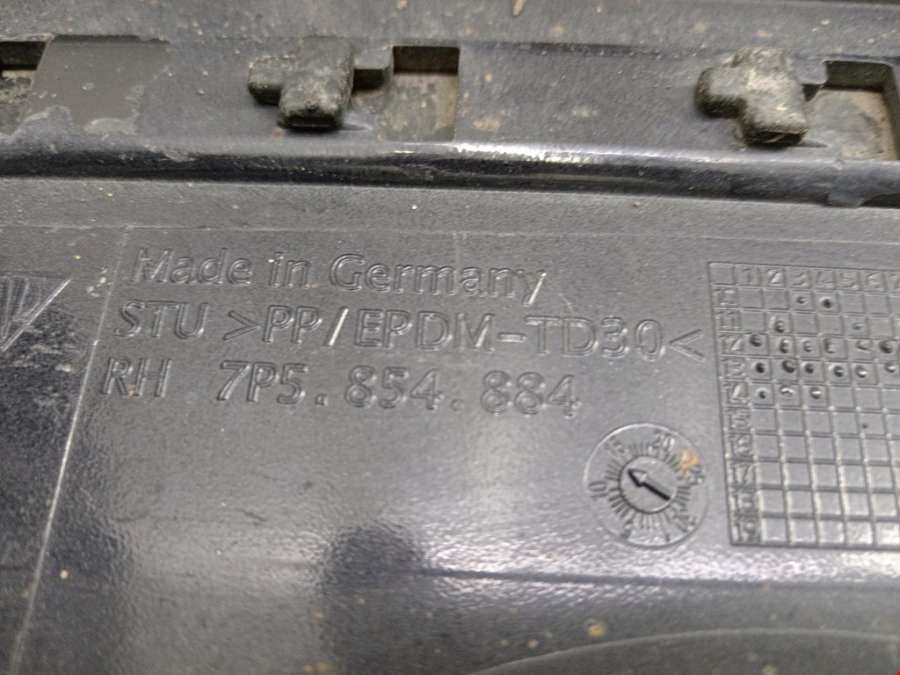 Made in Germany
STU >PP/EPDM-TD30<
RH 7P5.854.884